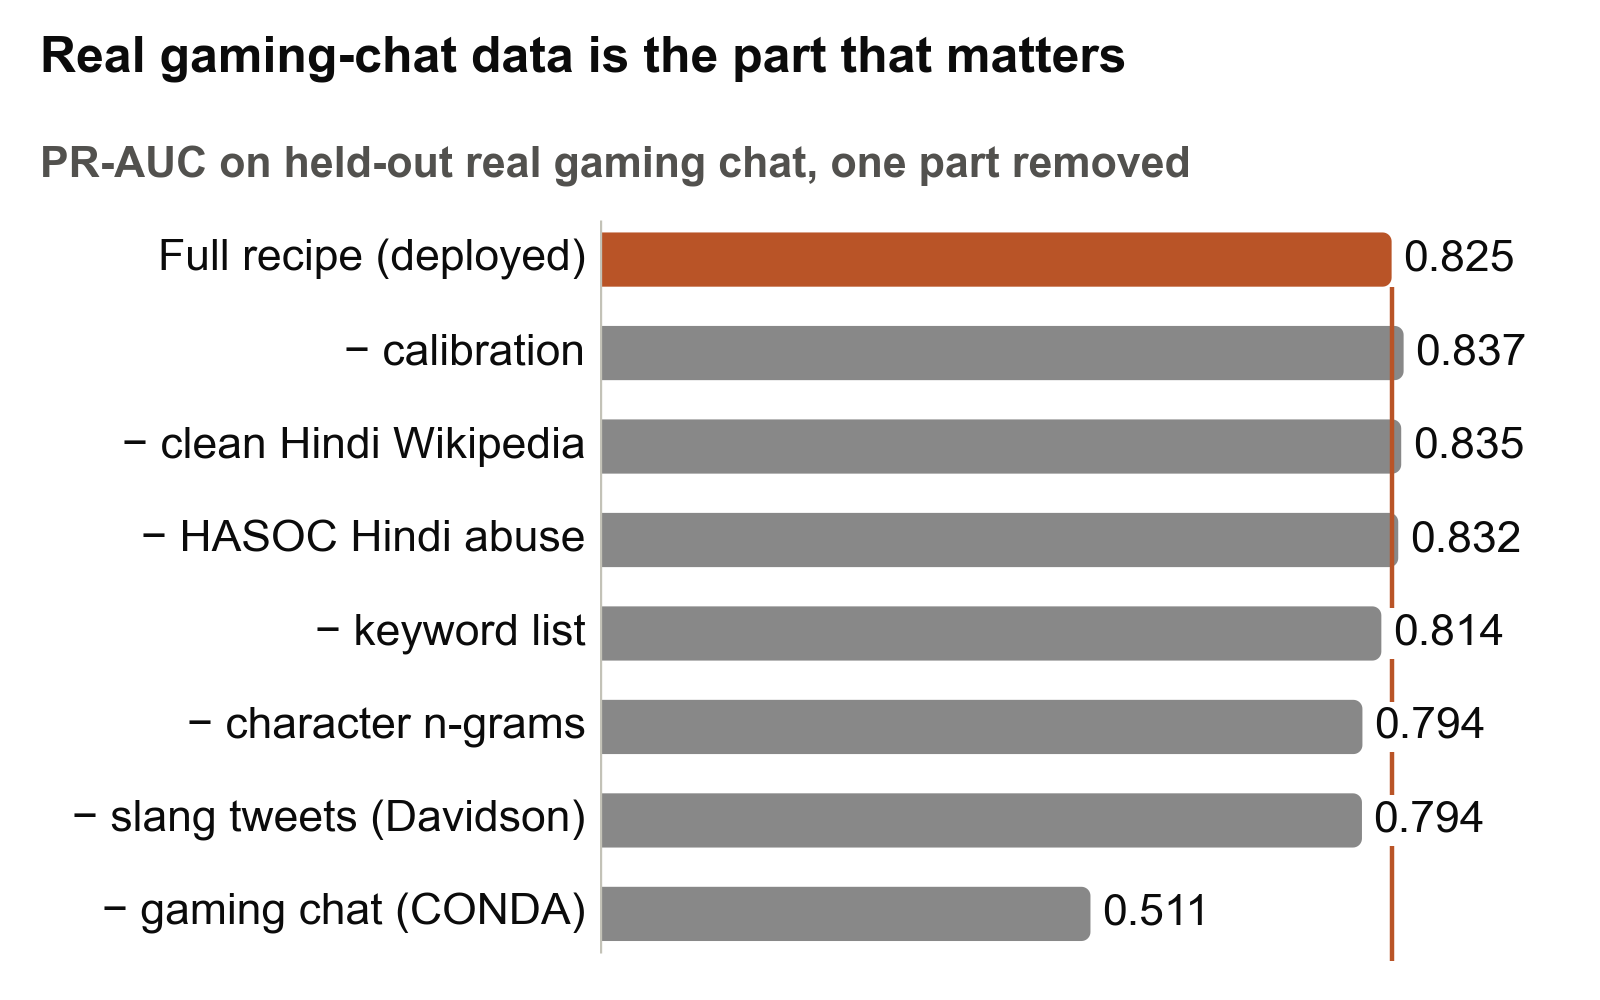 Real gaming-chat data is the part that matters
PR-AUC on held-out real gaming chat, one part removed
Full recipe (deployed) 0.825
− calibration 0.837
− clean Hindi Wikipedia 0.835
− HASOC Hindi abuse 0.832
− keyword list 0.814
− character n-grams 0.794
− slang tweets (Davidson) 0.794
− gaming chat (CONDA) 0.511